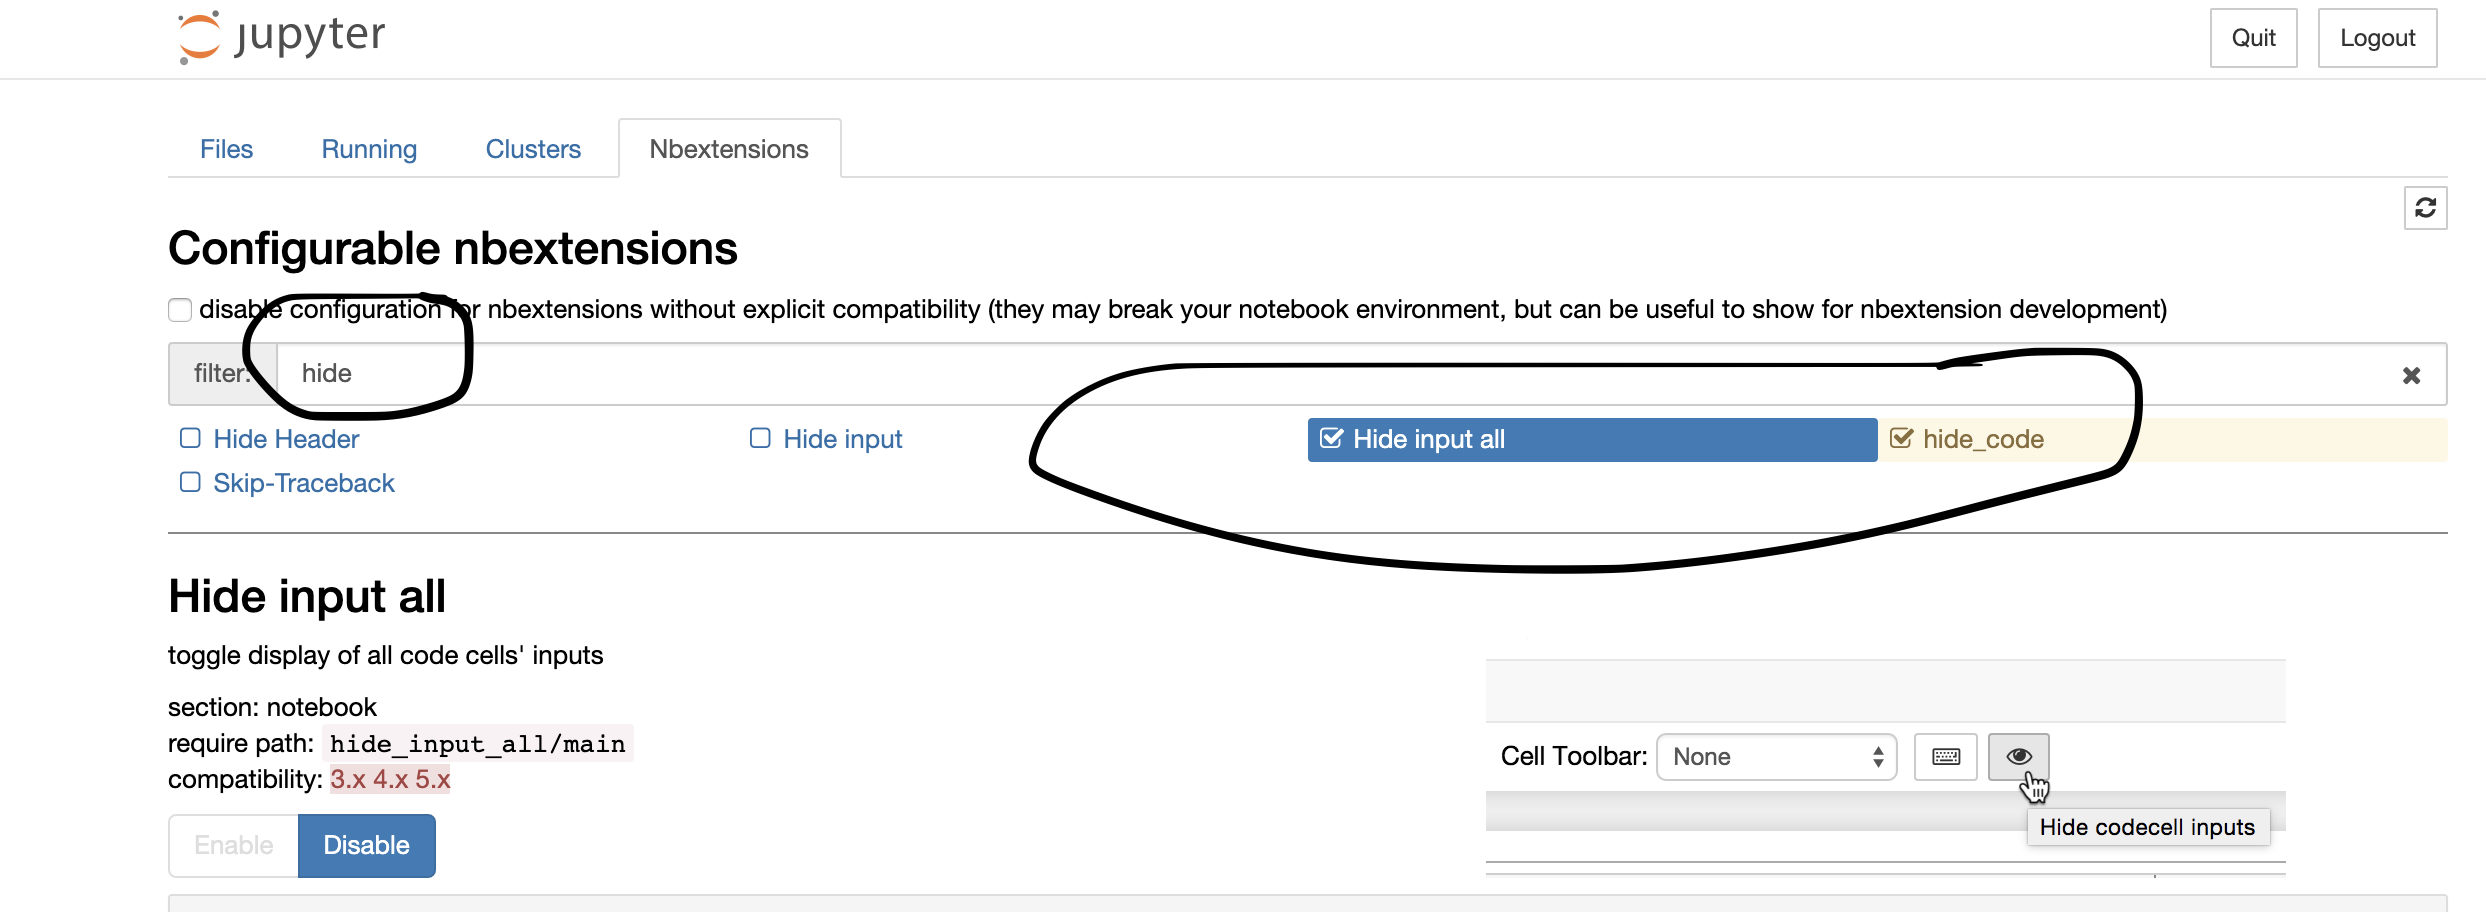 jupyter
Quit
Logout
Files
Running
Clusters
Nbextensions
Configurable nbextensions
disable configuration for nbextensions without explicit compatibility (they may break your notebook environment, but can be useful to show for nbextension development)
filter: hide
Hide Header
Hide input
Hide input all
hide_code
Skip-Traceback
Hide input all
toggle display of all code cells' inputs
section: notebook
require path: hide_input_all/main
compatibility: 3.x 4.x 5.x
Enable
Disable
Cell Toolbar: None
Hide codecell inputs